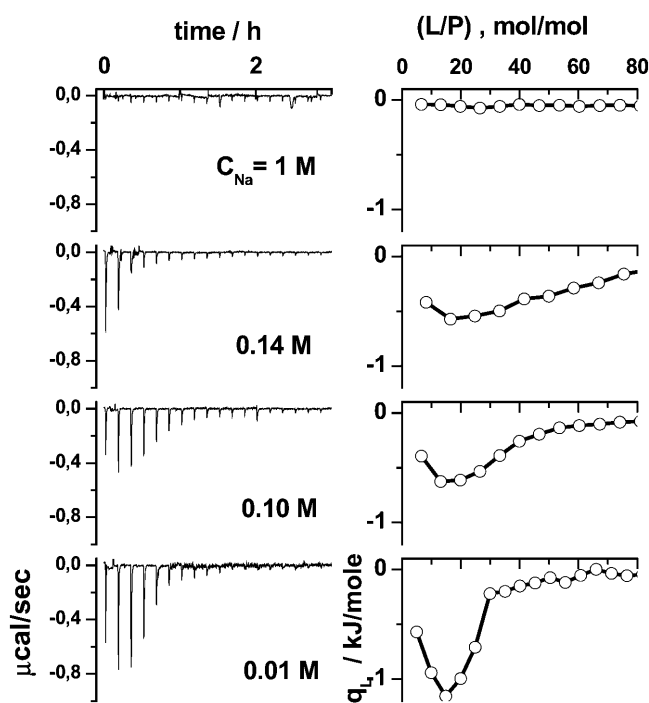 time / h
(L/P) , mol/mol
0 2
0 20 40 60 80
0,0
-0,4
-0,8
C_Na= 1 M
0
-1
0,0
-0,4
-0,8
0.14 M
0
-1
0,0
-0,4
-0,8
0.10 M
0
-1
0,0
-0,4
-0,8
0.01 M
μcal/sec
0
-1
q_L / kJ/mole